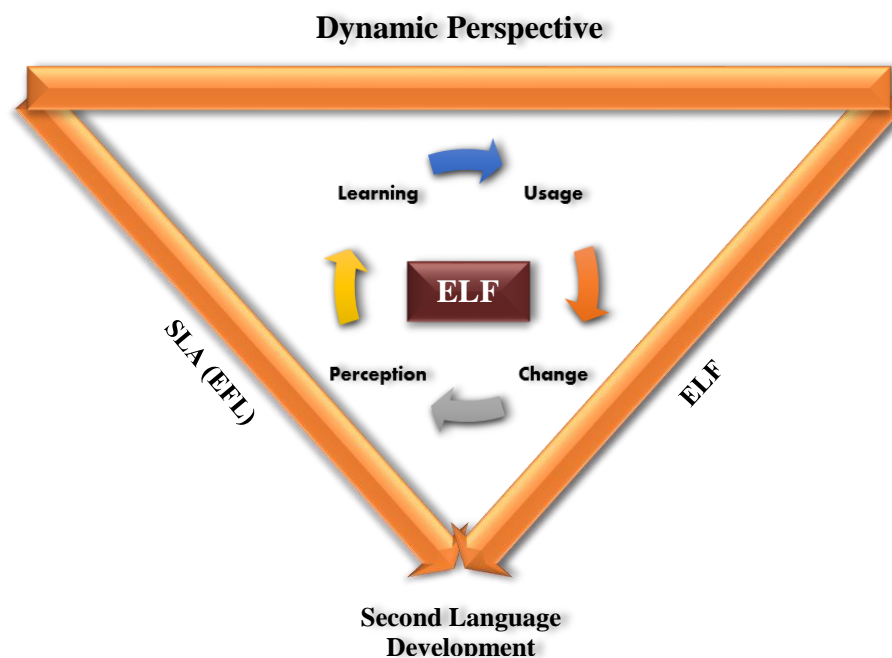 Dynamic Perspective
Learning
Usage
ELF
SLA (EFL)
ELF
Perception
Change
Second Language
Development